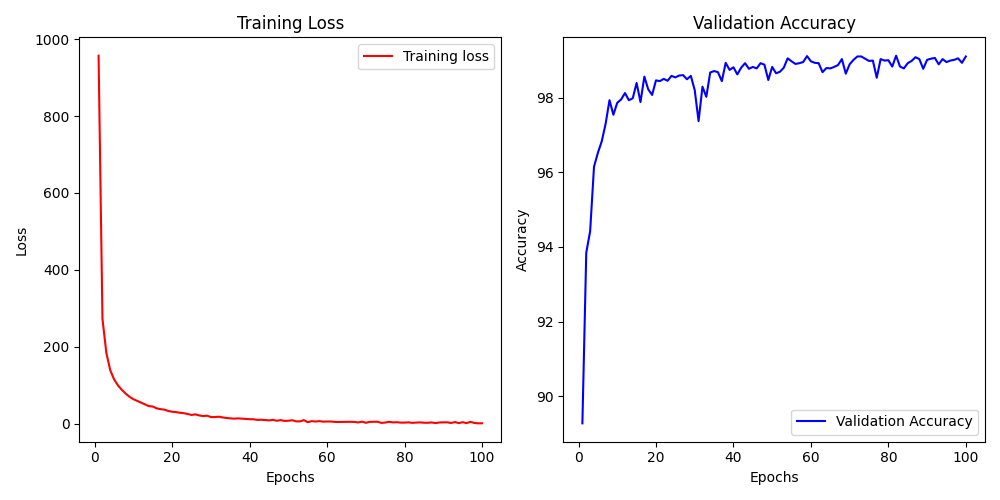 Training Loss
1000
800
600
400
200
0
Loss
0 20 40 60 80 100
Epochs
Training loss
Validation Accuracy
98
96
94
92
90
Accuracy
0 20 40 60 80 100
Epochs
Validation Accuracy